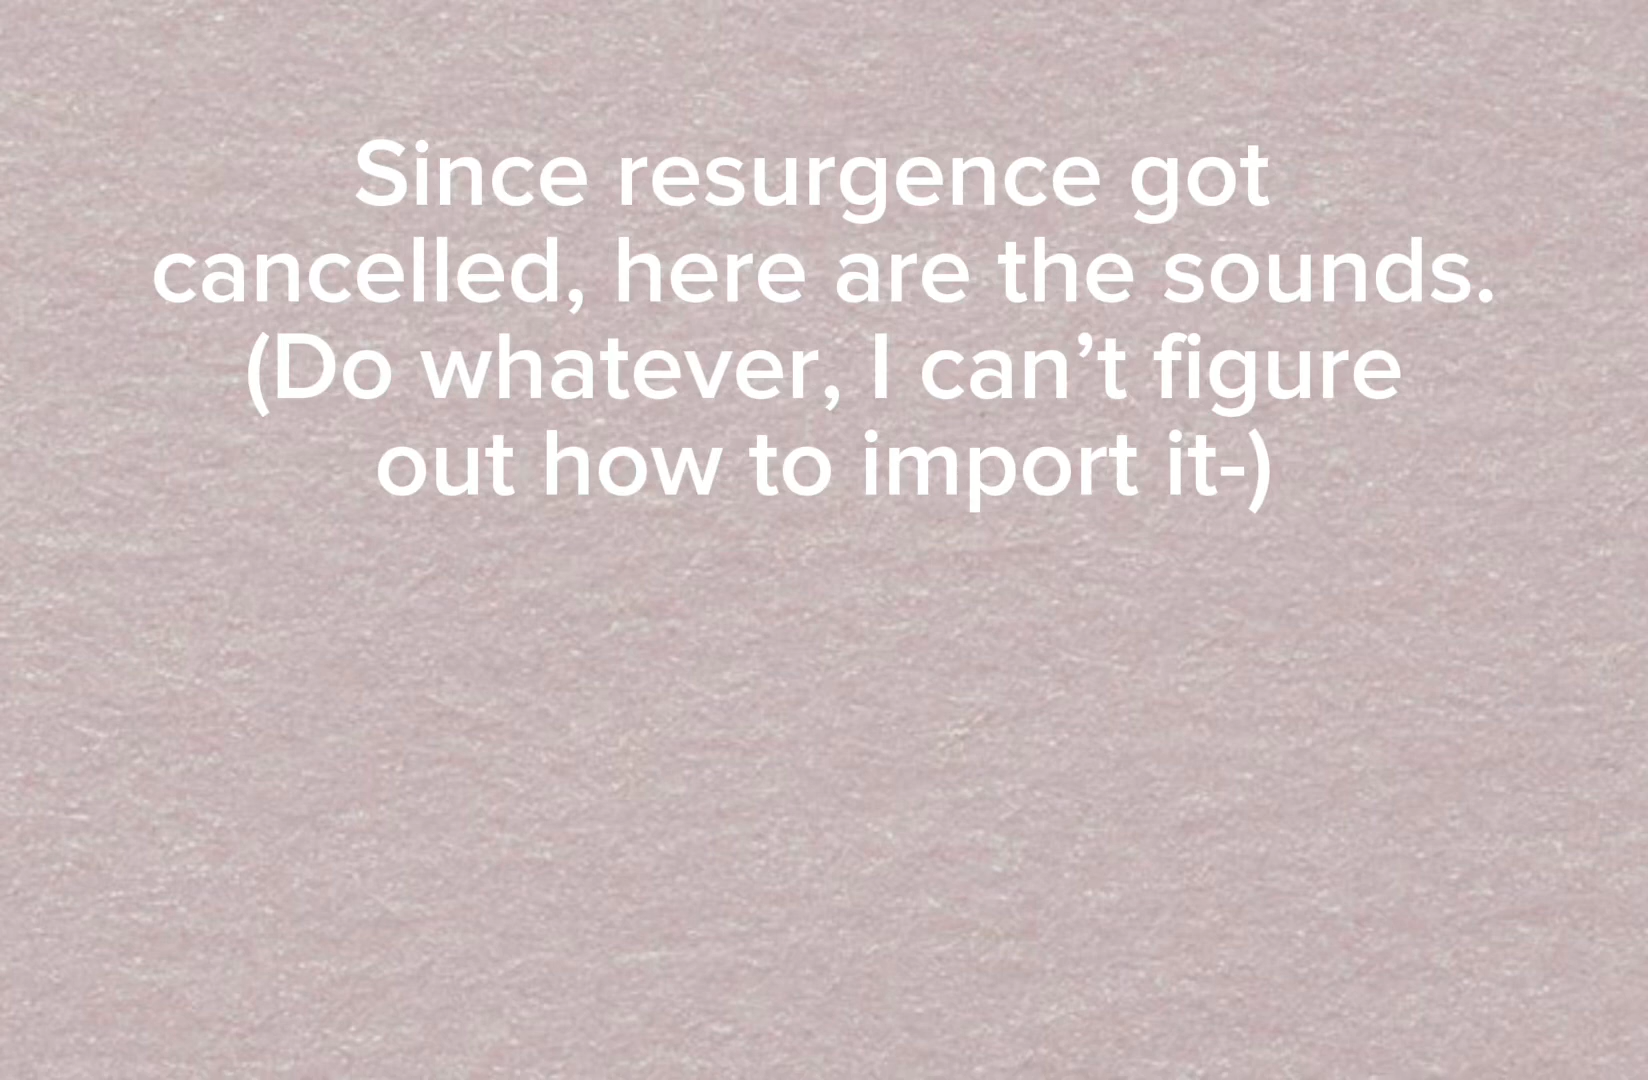 Since resurgence got
cancelled, here are the sounds.
(Do whatever, I can’t figure
out how to import it-)